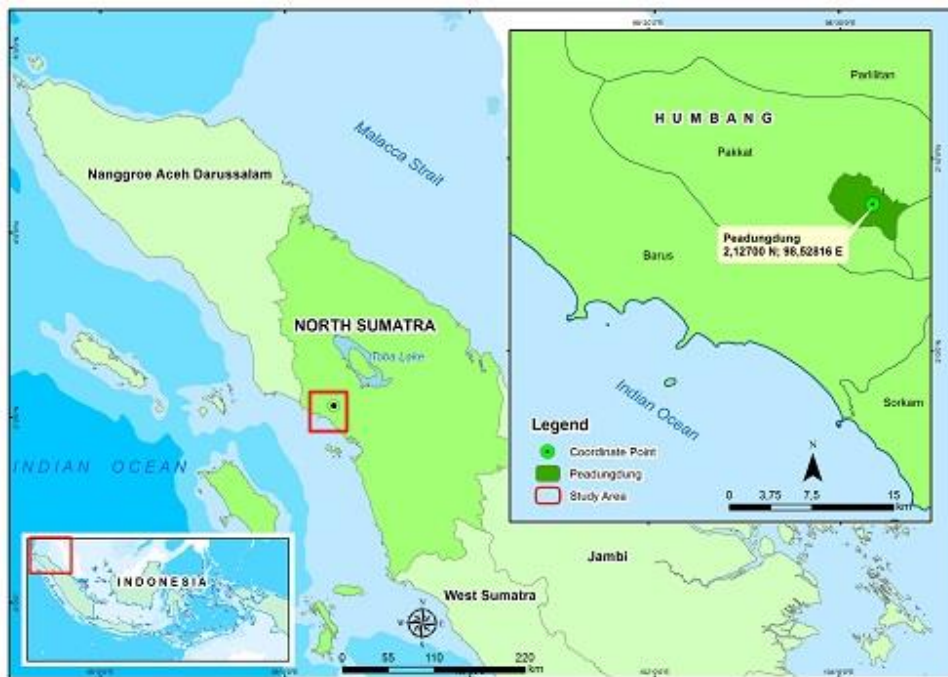 Nanggroe Aceh Darussalam
Malacca Strait
NORTH SUMATRA
Toba Lake
INDIAN OCEAN
INDONESIA
Jambi
West Sumatra
N
W
E
S
0 55 110 220
km
Parlilitan
HUMBANG
Pakkat
Peadungdung
2,12700 N; 98,52816 E
Barus
Sorkam
Indian Ocean
Legend
Coordinate Point
Peadungdung
Study Area
N
0 3,75 7,5 15
km